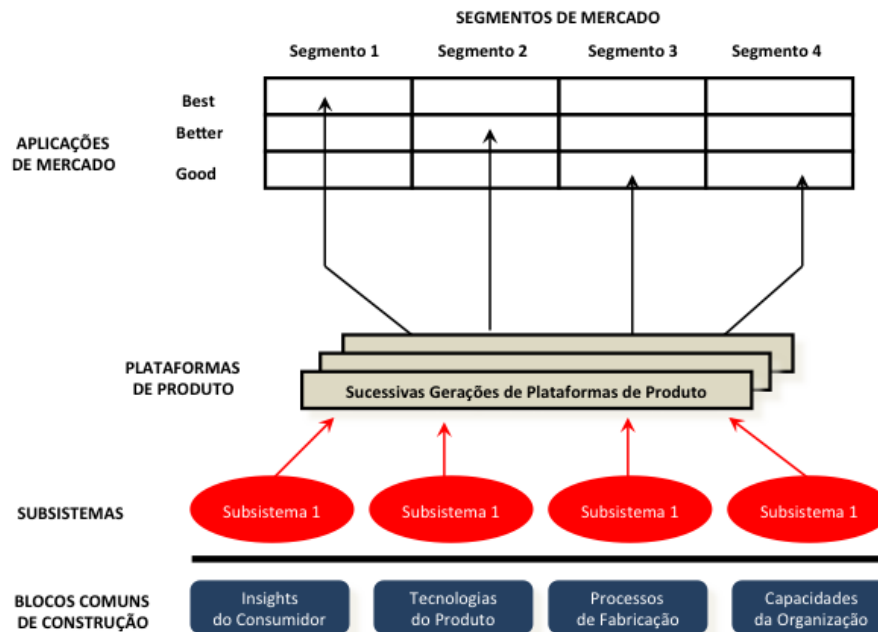 SEGMENTOS DE MERCADO
Segmento 1 Segmento 2 Segmento 3 Segmento 4
Best
Better
Good
APLICAÇÕES
DE MERCADO
PLATAFORMAS
DE PRODUTO
Sucessivas Gerações de Plataformas de Produto
SUBSISTEMAS
Subsistema 1 Subsistema 1 Subsistema 1 Subsistema 1
BLOCOS COMUNS
DE CONSTRUÇÃO
Insights
do Consumidor
Tecnologias
do Produto
Processos
de Fabricação
Capacidades
da Organização